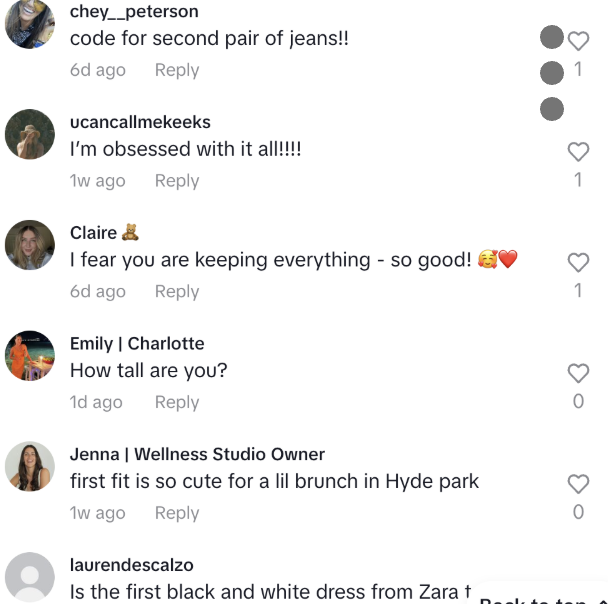 chey__peterson
code for second pair of jeans!!
6d ago Reply
1
ucancallmekeeks
I'm obsessed with it all!!!!
1w ago Reply
1
Claire 🧸
I fear you are keeping everything - so good! 🥰❤️
6d ago Reply
1
Emily | Charlotte
How tall are you?
1d ago Reply
0
Jenna | Wellness Studio Owner
first fit is so cute for a lil brunch in Hyde park
1w ago Reply
0
laurendescalzo
Is the first black and white dress from Zara t
Back to top